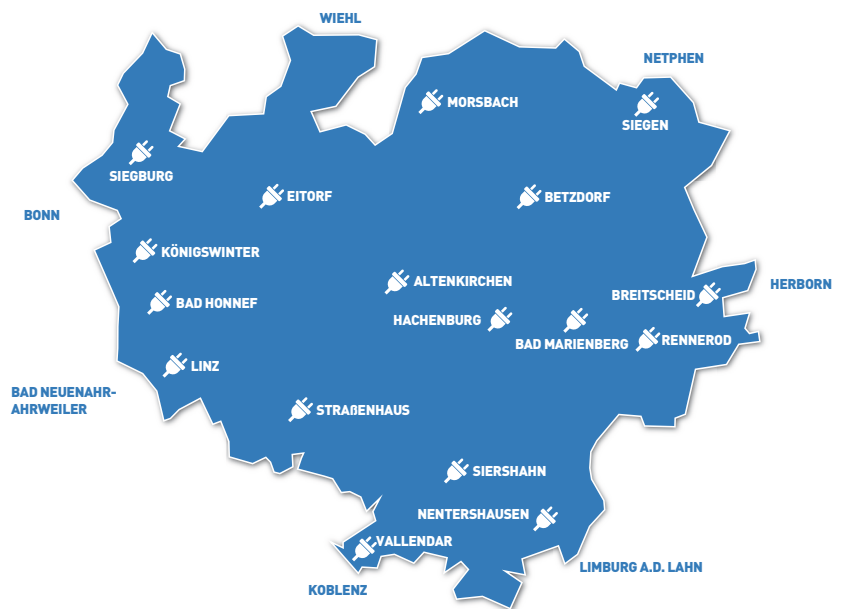 WIEHL
NETPHEN
MORSBACH
SIEGEN
SIEGBURG
EITORF
BETZDORF
BONN
KÖNIGSWINTER
ALTENKIRCHEN
HERBORN
BREITSCHEID
BAD HONNEF
HACHENBURG
BAD MARIENBERG
RENNEROD
LINZ
BAD NEUENAHR-
AHRWEILER
STRAßENHAUS
SIERSHAHN
NENTERSHAUSEN
VALLENDAR
LIMBURG A.D. LAHN
KOBLENZ